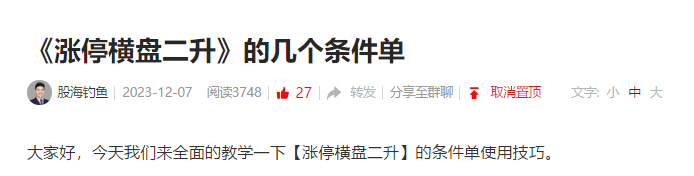 《涨停横盘二升》的几个条件单
股海钓鱼 2023-12-07 阅读3748 27 转发 分享至群聊 取消置顶 文字: 小 中 大
大家好，今天我们来全面的教学一下【涨停横盘二升】的条件单使用技巧。